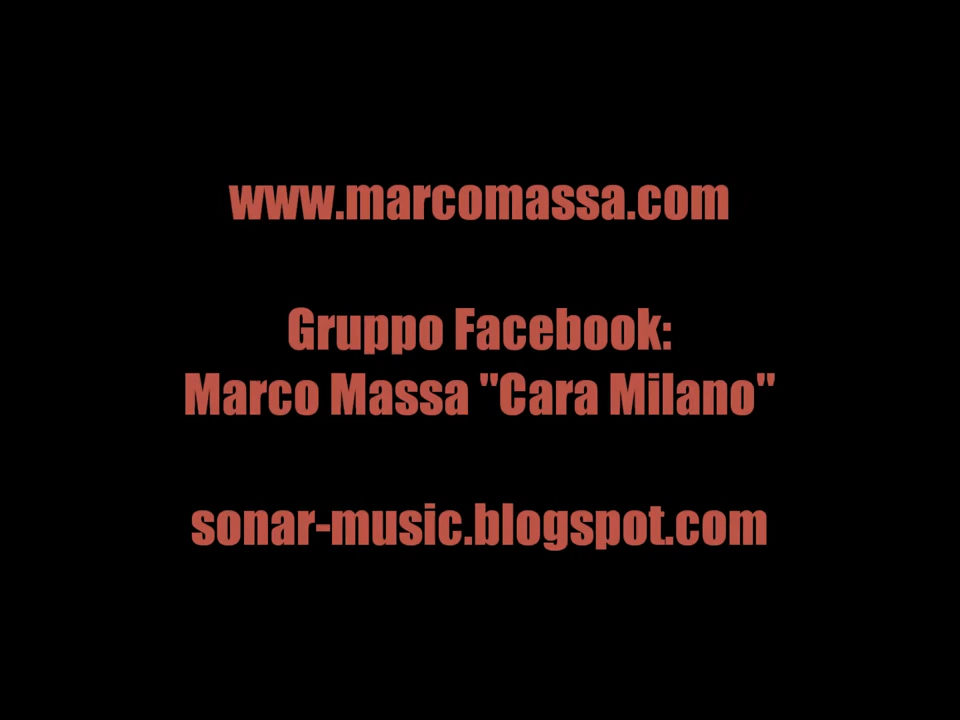 www.marcomassa.com
Gruppo Facebook:
Marco Massa "Cara Milano"
sonar-music.blogspot.com